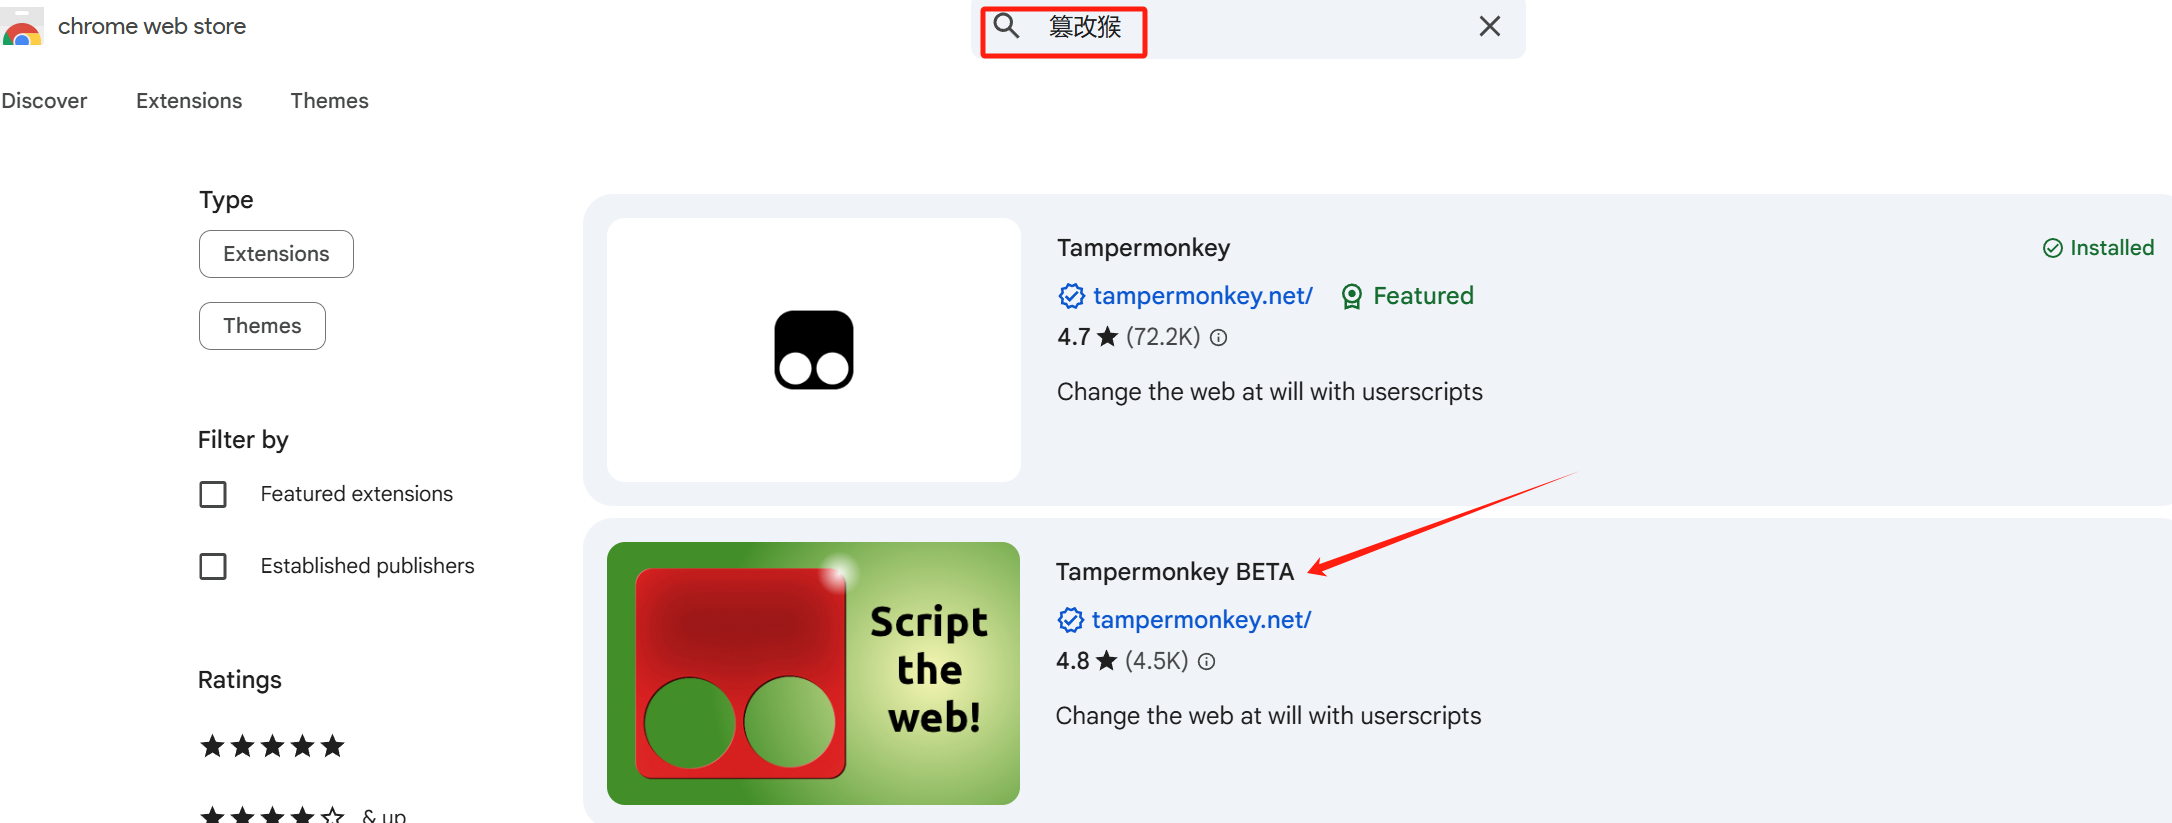 chrome web store
篡改猴
Discover Extensions Themes
Type
Extensions
Themes
Filter by
Featured extensions
Established publishers
Ratings
& up
Tampermonkey
Installed
tampermonkey.net/ Featured
4.7 (72.2K)
Change the web at will with userscripts
Script
the
web!
Tampermonkey BETA
tampermonkey.net/
4.8 (4.5K)
Change the web at will with userscripts